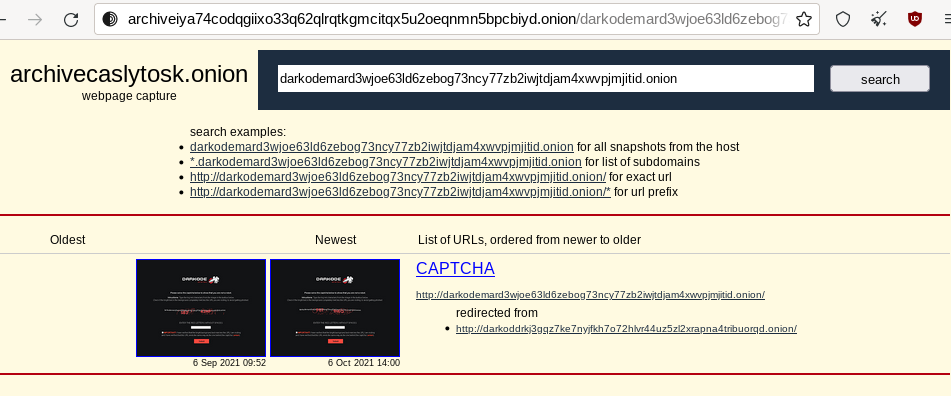 archiveiya74codqgiixo33q62qlrqtkgmcitqx5u2oeqnmn5bpcbiyd.onion/darkodemard3wjoe63ld6zebog7
archivecaslytosk.onion
webpage capture
darkodemard3wjoe63ld6zebog73ncy77zb2iwjtdjam4xwvpjmjitid.onion
search
search examples:
darkodemard3wjoe63ld6zebog73ncy77zb2iwjtdjam4xwvpjmjitid.onion for all snapshots from the host
*.darkodemard3wjoe63ld6zebog73ncy77zb2iwjtdjam4xwvpjmjitid.onion for list of subdomains
http://darkodemard3wjoe63ld6zebog73ncy77zb2iwjtdjam4xwvpjmjitid.onion/ for exact url
http://darkodemard3wjoe63ld6zebog73ncy77zb2iwjtdjam4xwvpjmjitid.onion/* for url prefix
Oldest
Newest
List of URLs, ordered from newer to older
DARKODE
DARKODE
6 Sep 2021 09:52
6 Oct 2021 14:00
CAPTCHA
http://darkodemard3wjoe63ld6zebog73ncy77zb2iwjtdjam4xwvpjmjitid.onion/
redirected from
http://darkoddrkj3gqz7ke7nyjfkh7o72hlvr44uz5zl2xrapna4tribuorqd.onion/